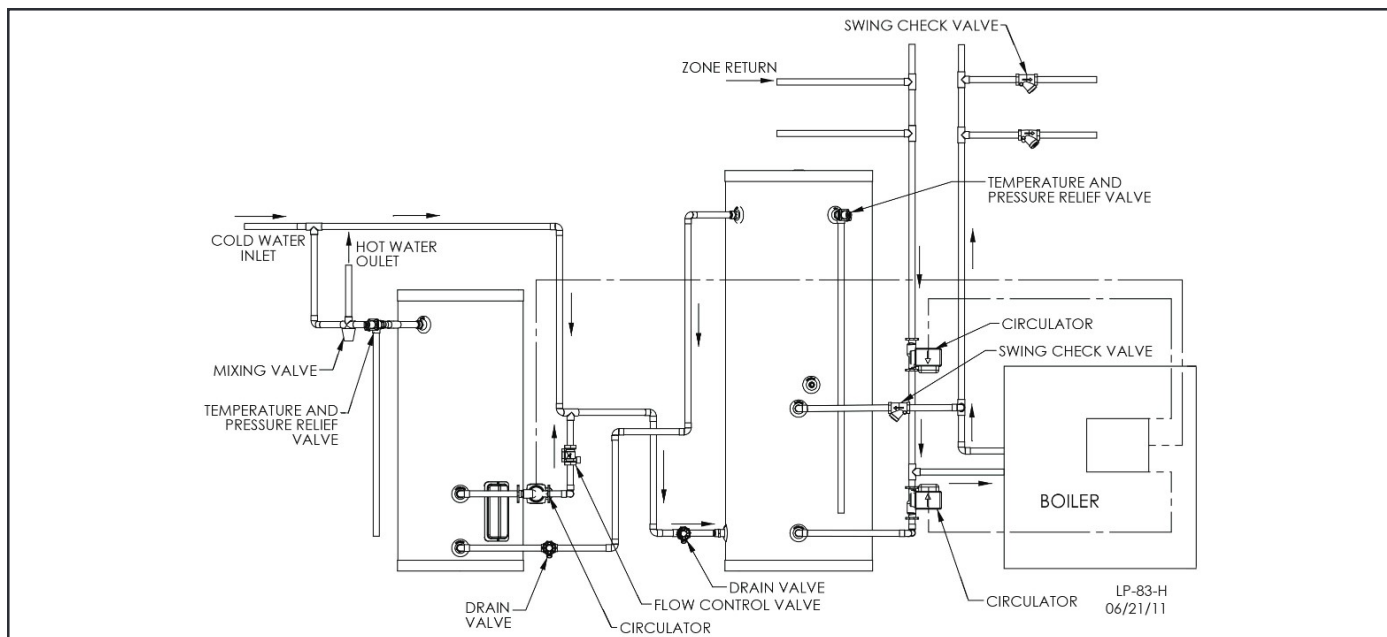 SWING CHECK VALVE
ZONE RETURN
TEMPERATURE AND
PRESSURE RELIEF VALVE
COLD WATER
INLET
HOT WATER
OULET
CIRCULATOR
SWING CHECK VALVE
MIXING VALVE
TEMPERATURE AND
PRESSURE RELIEF
VALVE
BOILER
DRAIN VALVE
FLOW CONTROL VALVE
DRAIN
VALVE
CIRCULATOR
CIRCULATOR
LP-83-H
06/21/11